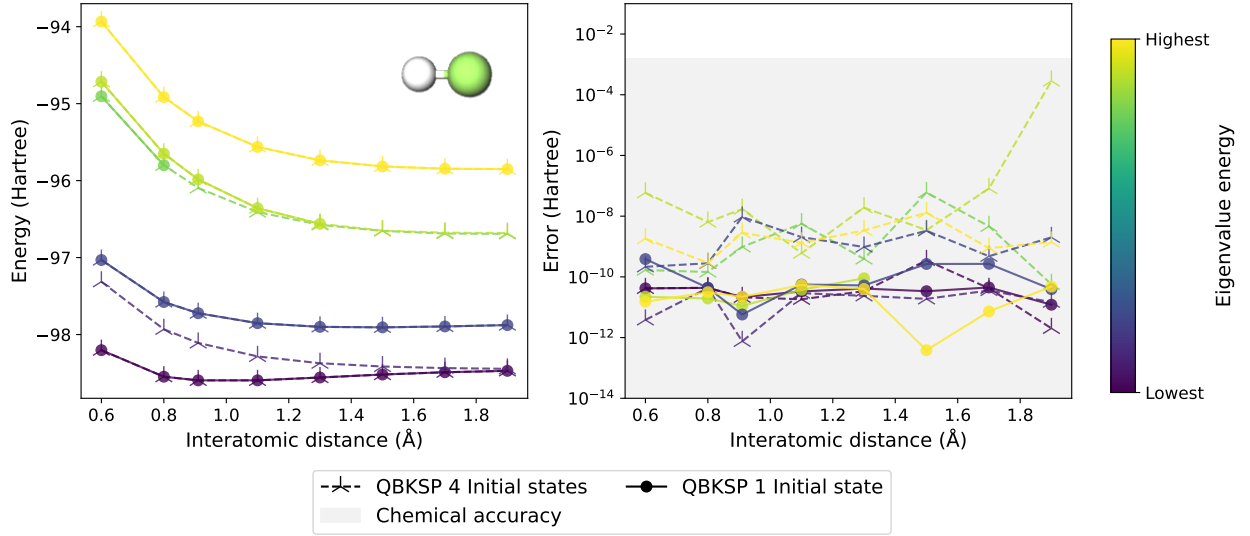 −94
−95
−96
−97
−98
Energy (Hartree)
0.6 0.8 1.0 1.2 1.4 1.6 1.8
Interatomic distance (Å)
10⁻²
10⁻⁴
10⁻⁶
10⁻⁸
10⁻¹⁰
10⁻¹²
10⁻¹⁴
Error (Hartree)
0.6 0.8 1.0 1.2 1.4 1.6 1.8
Interatomic distance (Å)
Highest
Lowest
Eigenvalue energy
QBKSP 4 Initial states
QBKSP 1 Initial state
Chemical accuracy